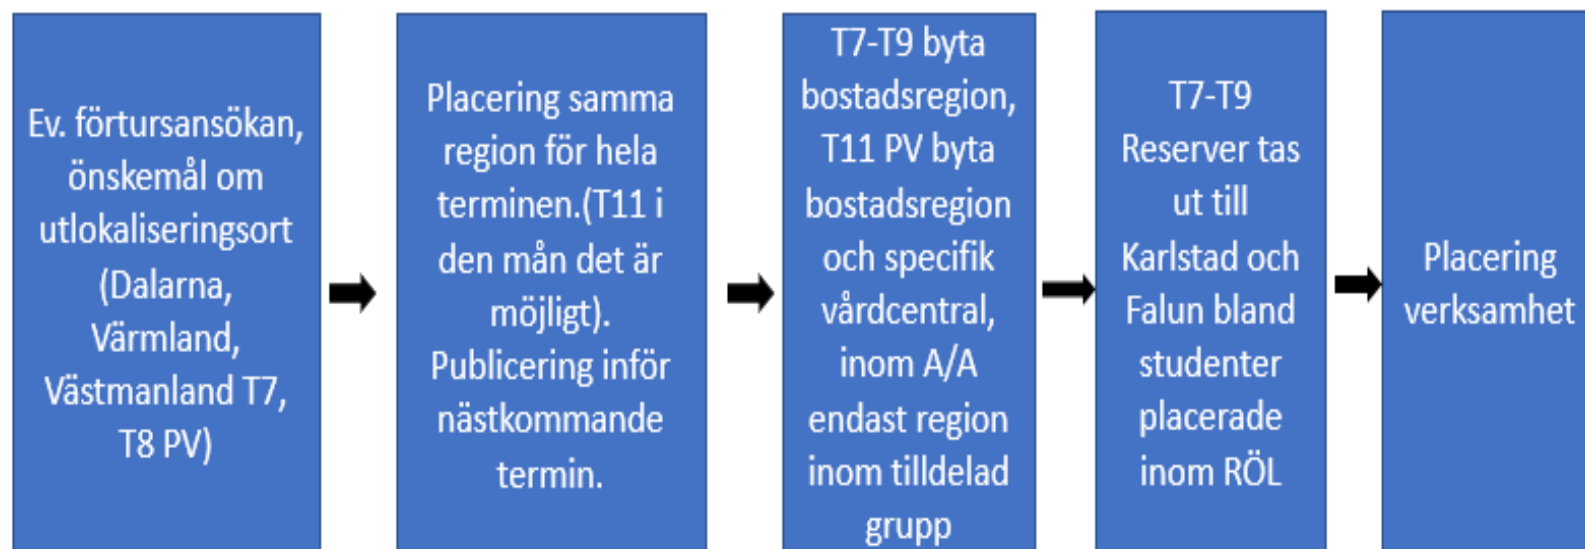 Ev. förtursansökan,
önskemål om
utlokaliseringsort
(Dalarna,
Värmland,
Västmanland T7,
T8 PV)
Placering samma
region för hela
terminen.(T11 i
den mån det är
möjligt).
Publicering inför
nästkommande
termin.
T7-T9 byta
bostadsregion,
T11 PV byta
bostadsregion
och specifik
vårdcentral,
inom A/A
endast region
inom tilldelad
grupp
T7-T9
Reserver tas
ut till
Karlstad och
Falun bland
studenter
placerade
inom RÖL
Placering
verksamhet